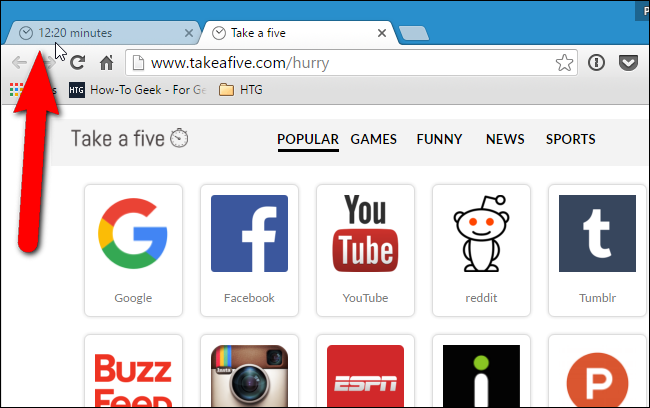 P
12:20 minutes
Take a five
www.takeafive.com/hurry
s
HTG
How-To Geek - For Ge
HTG
Take a five
POPULAR GAMES FUNNY NEWS SPORTS
G
f
You
Tube
t
Google Facebook YouTube reddit Tumblr
Buzz
Feed
ESPN
i
P